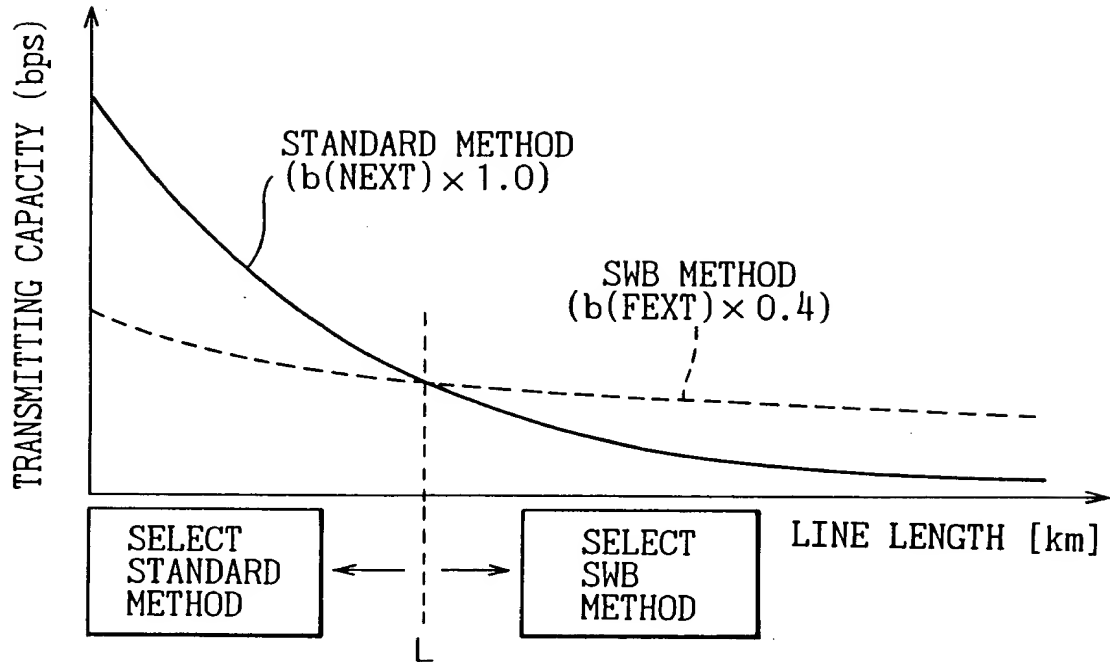 TRANSMITTING CAPACITY (bps)
STANDARD METHOD
(b(NEXT)×1.0)
SWB METHOD
(b(FEXT)×0.4)
LINE LENGTH [km]
SELECT
STANDARD
METHOD
SELECT
SWB
METHOD
L